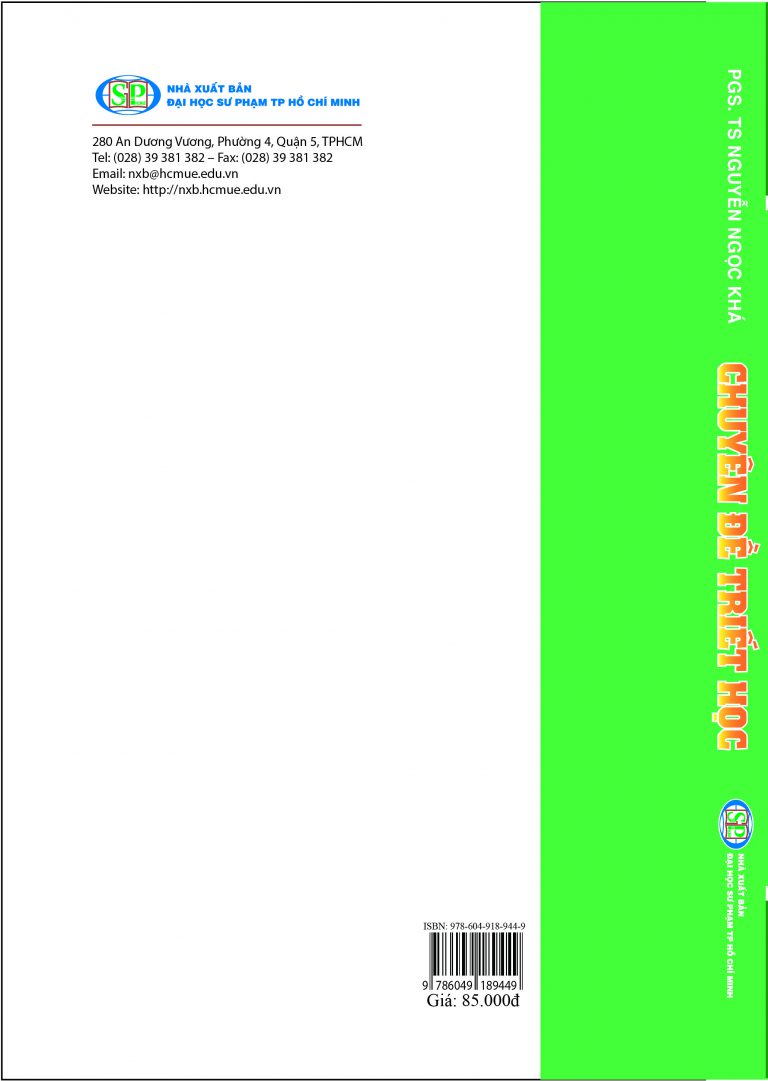 SP
NHÀ XUẤT BẢN
ĐẠI HỌC SƯ PHẠM TP HỒ CHÍ MINH
280 An Dương Vương, Phường 4, Quận 5, TPHCM
Tel: (028) 39 381 382 – Fax: (028) 39 381 382
Email: nxb@hcmue.edu.vn
Website: http://nxb.hcmue.edu.vn
ISBN: 978-604-918-944-9
9 786049 189449
Giá: 85.000đ
PGS. TS NGUYỄN NGỌC KHÁ
CHUYÊN ĐỀ TRIẾT HỌC
SP
NHÀ XUẤT BẢN
ĐẠI HỌC SƯ PHẠM TP HỒ CHÍ MINH